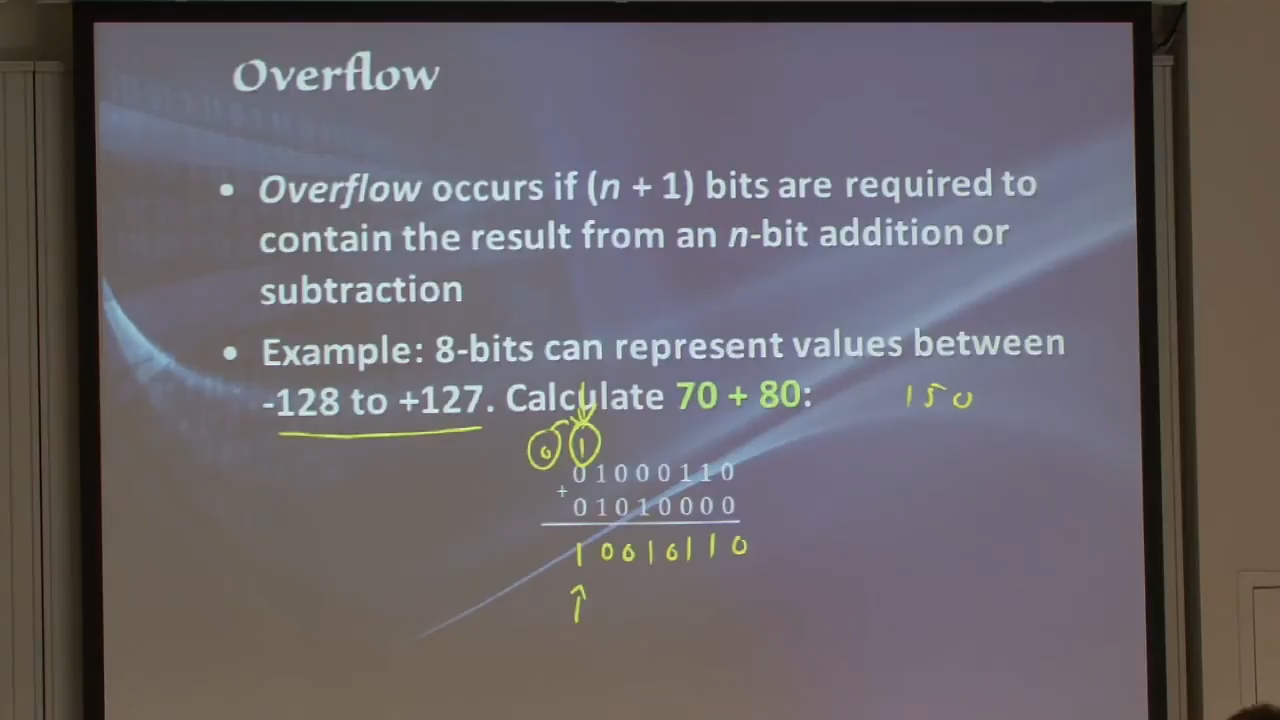 Overflow
• Overflow occurs if (n + 1) bits are required to
contain the result from an n-bit addition or
subtraction
• Example: 8-bits can represent values between
-128 to +127. Calculate 70 + 80: 150
0 1
01000110
+
01010000
10010110